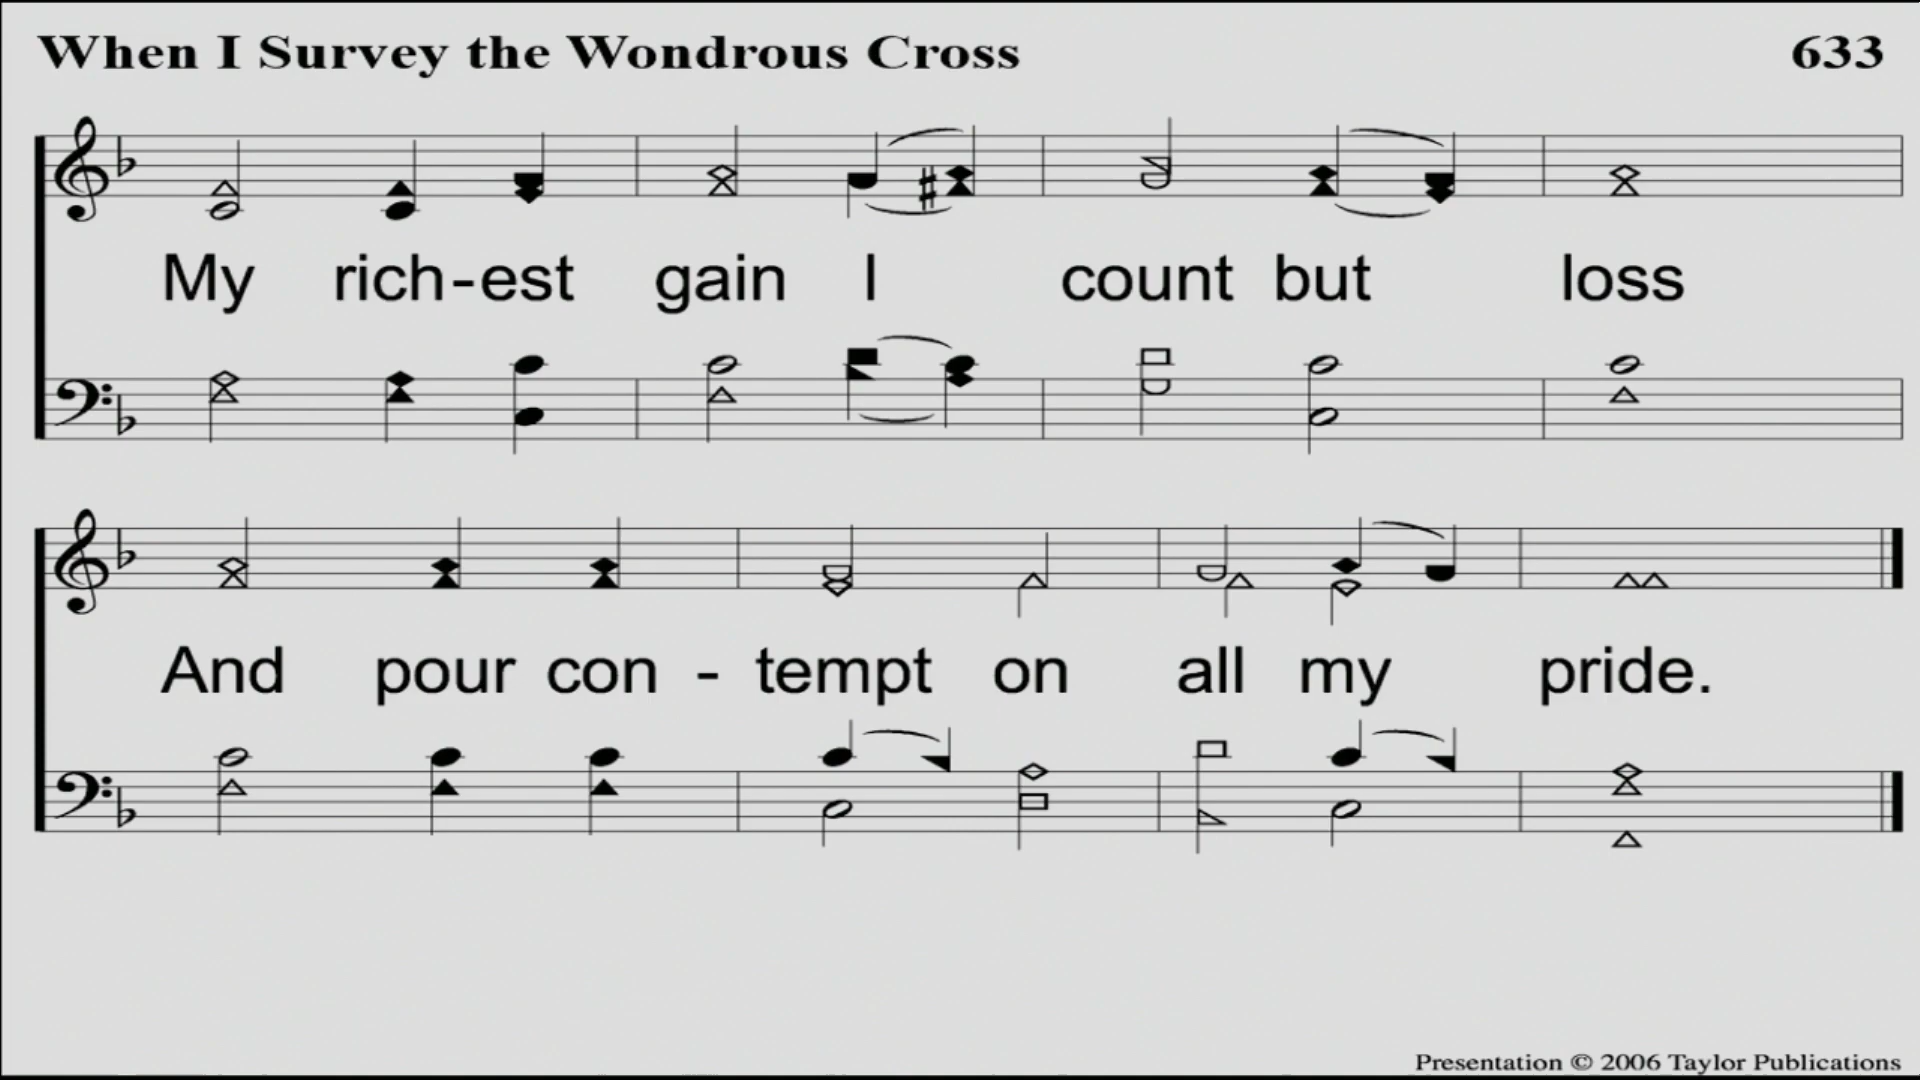 When I Survey the Wondrous Cross 633
My rich-est gain I count but loss
And pour con - tempt on all my pride.
Presentation © 2006 Taylor Publications